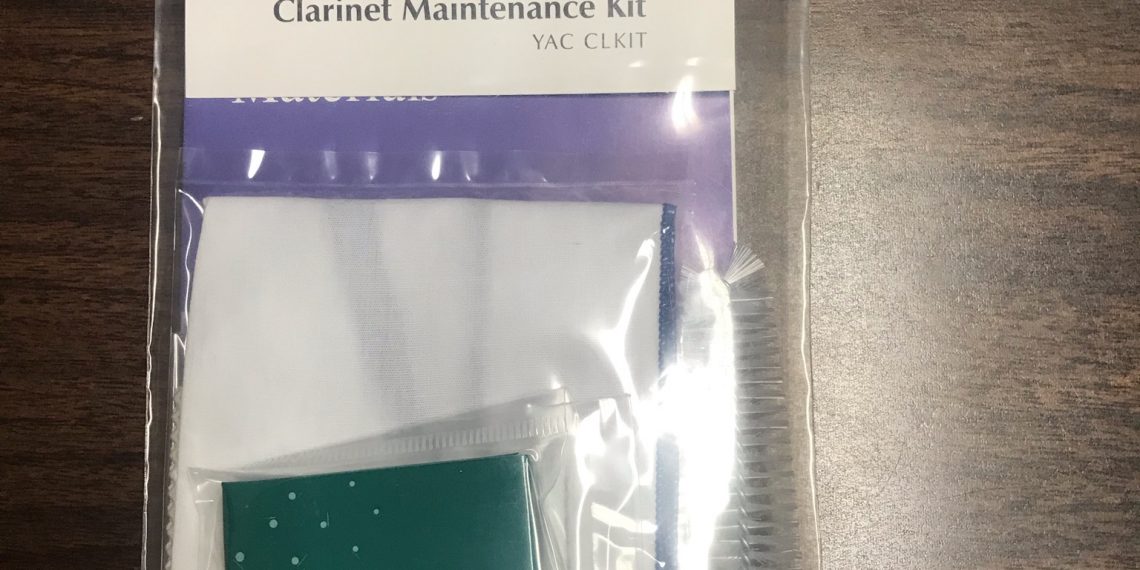 Clarinet Maintenance Kit
YAC CLKIT
Materials